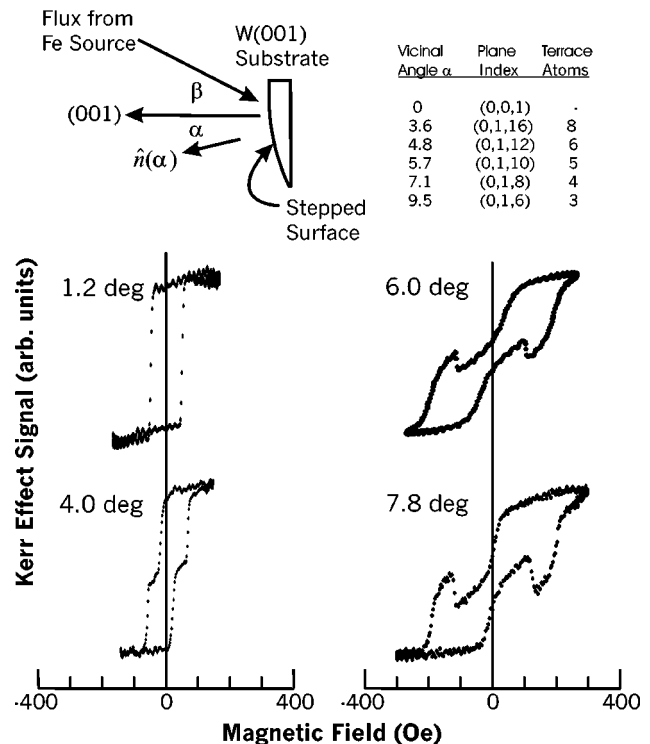 Flux from
Fe Source
W(001)
Substrate
β
(001)
α
n̂(α)
Stepped
Surface
Vicinal Plane Terrace
Angle α Index Atoms
0 (0,0,1) -
3.6 (0,1,16) 8
4.8 (0,1,12) 6
5.7 (0,1,10) 5
7.1 (0,1,8) 4
9.5 (0,1,6) 3
Kerr Effect Signal (arb. units)
1.2 deg
6.0 deg
4.0 deg
7.8 deg
-400 0 400 0 400
Magnetic Field (Oe)